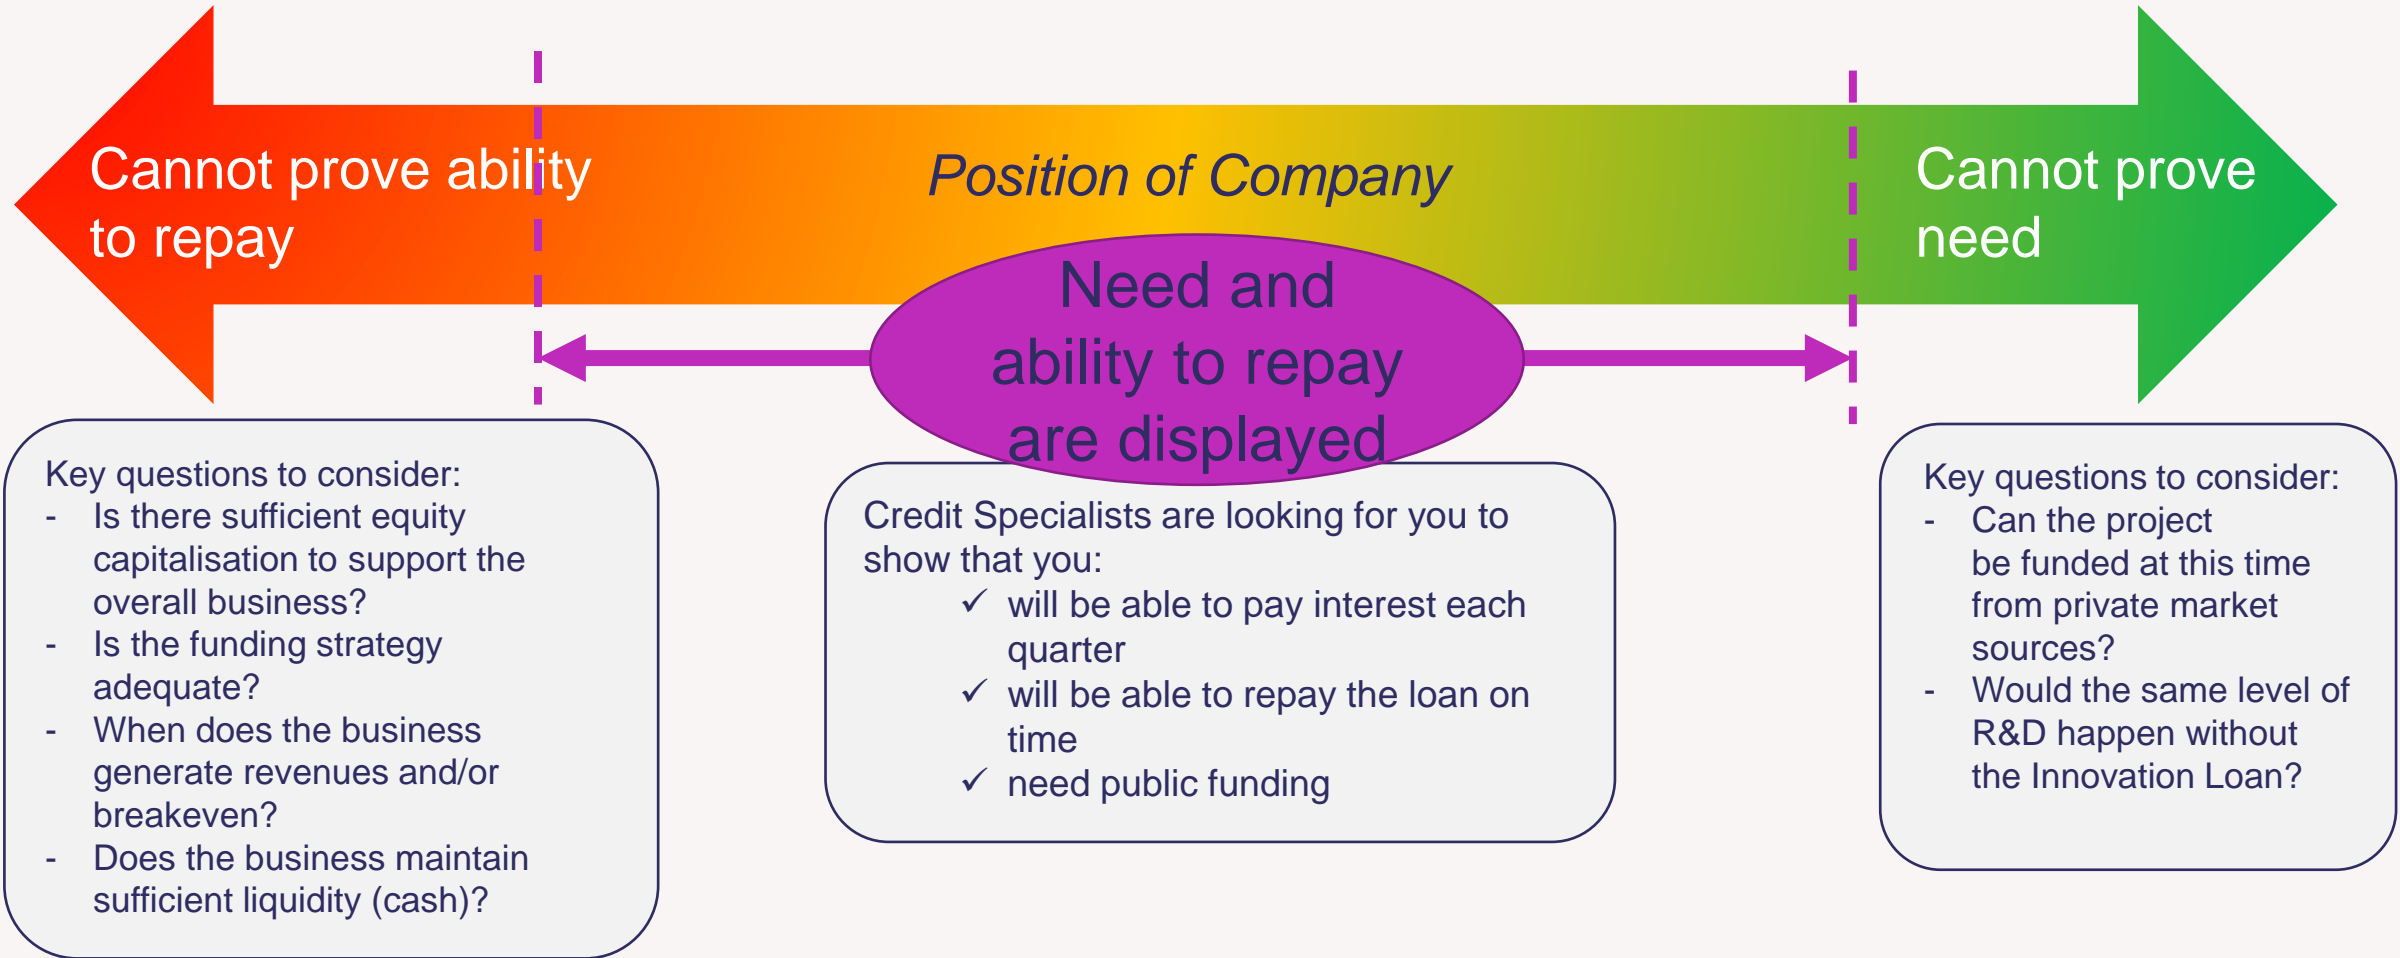 Cannot prove ability
to repay
Position of Company
Cannot prove
need
Need and
ability to repay
are displayed
Key questions to consider:
- Is there sufficient equity
capitalisation to support the
overall business?
- Is the funding strategy
adequate?
- When does the business
generate revenues and/or
breakeven?
- Does the business maintain
sufficient liquidity (cash)?
Credit Specialists are looking for you to
show that you:
✓ will be able to pay interest each
quarter
✓ will be able to repay the loan on
time
✓ need public funding
Key questions to consider:
- Can the project
be funded at this time
from private market
sources?
- Would the same level of
R&D happen without
the Innovation Loan?